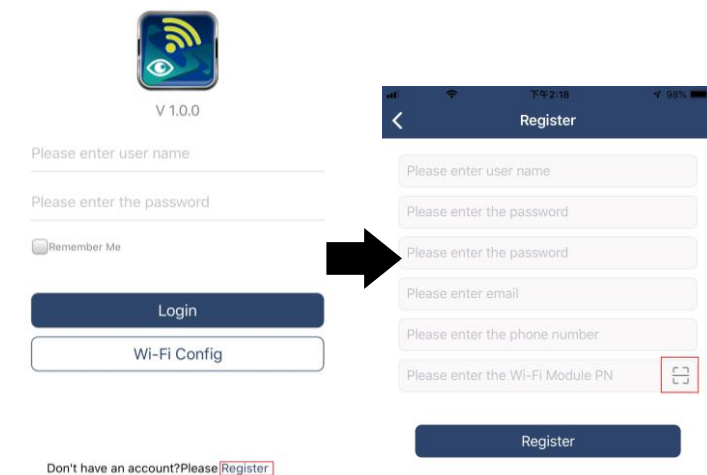 V 1.0.0
Please enter user name
Please enter the password
Remember Me
Login
Wi-Fi Config
Don't have an account?Please Register
下午2:18
98%
Register
Please enter user name
Please enter the password
Please enter the password
Please enter email
Please enter the phone number
Please enter the Wi-Fi Module PN
Register